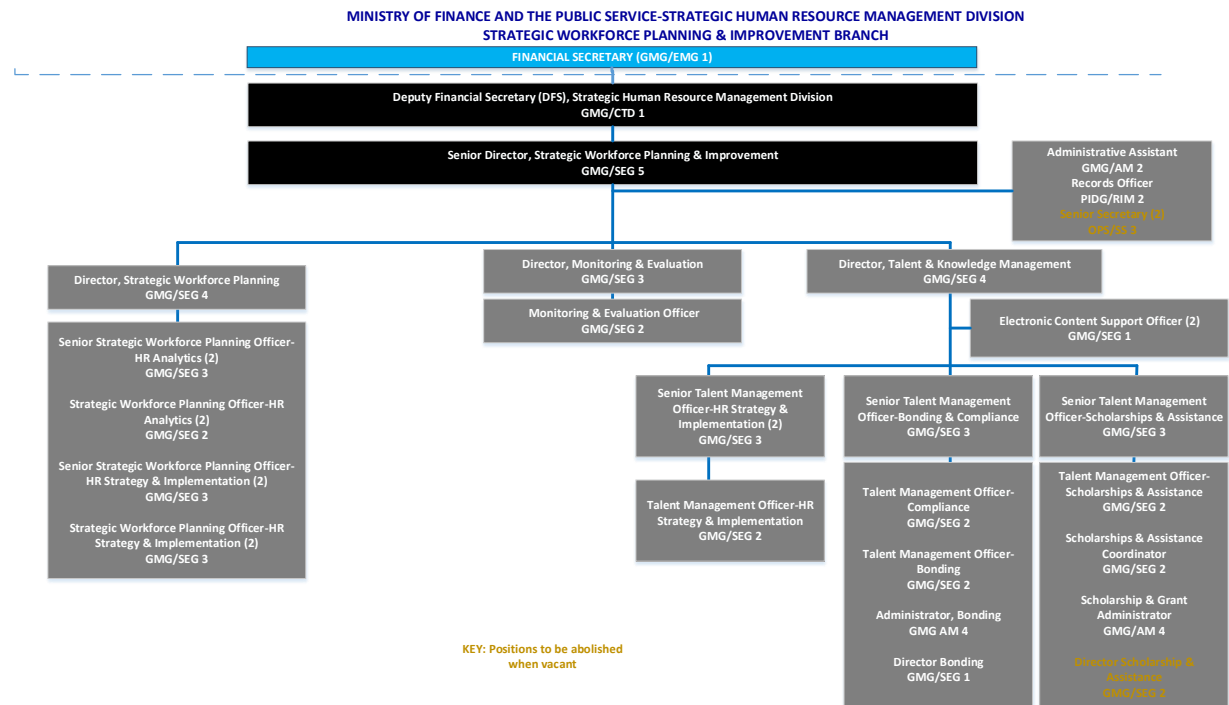 MINISTRY OF FINANCE AND THE PUBLIC SERVICE-STRATEGIC HUMAN RESOURCE MANAGEMENT DIVISION
STRATEGIC WORKFORCE PLANNING & IMPROVEMENT BRANCH
FINANCIAL SECRETARY (GMG/EMG 1)
Deputy Financial Secretary (DFS), Strategic Human Resource Management Division
GMG/CTD 1
Senior Director, Strategic Workforce Planning & Improvement
GMG/SEG 5
Administrative Assistant
GMG/AM 2
Records Officer
PIDG/RIM 2
Senior Secretary (2)
OPS/SS 3
Director, Strategic Workforce Planning
GMG/SEG 4
Senior Strategic Workforce Planning Officer-
HR Analytics (2)
GMG/SEG 3
Strategic Workforce Planning Officer-HR
Analytics (2)
GMG/SEG 2
Senior Strategic Workforce Planning Officer-
HR Strategy & Implementation (2)
GMG/SEG 3
Strategic Workforce Planning Officer-HR
Strategy & Implementation (2)
GMG/SEG 3
Director, Monitoring & Evaluation
GMG/SEG 3
Monitoring & Evaluation Officer
GMG/SEG 2
Director, Talent & Knowledge Management
GMG/SEG 4
Electronic Content Support Officer (2)
GMG/SEG 1
Senior Talent Management
Officer-HR Strategy &
Implementation (2)
GMG/SEG 3
Talent Management Officer-HR
Strategy & Implementation
GMG/SEG 2
Senior Talent Management
Officer-Bonding & Compliance
GMG/SEG 3
Talent Management Officer-
Compliance
GMG/SEG 2
Talent Management Officer-
Bonding
GMG/SEG 2
Administrator, Bonding
GMG AM 4
Director Bonding
GMG/SEG 1
Senior Talent Management
Officer-Scholarships & Assistance
GMG/SEG 3
Talent Management Officer-
Scholarships & Assistance
GMG/SEG 2
Scholarships & Assistance
Coordinator
GMG/SEG 2
Scholarship & Grant
Administrator
GMG/AM 4
Director Scholarship &
Assistance
GMG/SEG 2
KEY: Positions to be abolished
when vacant